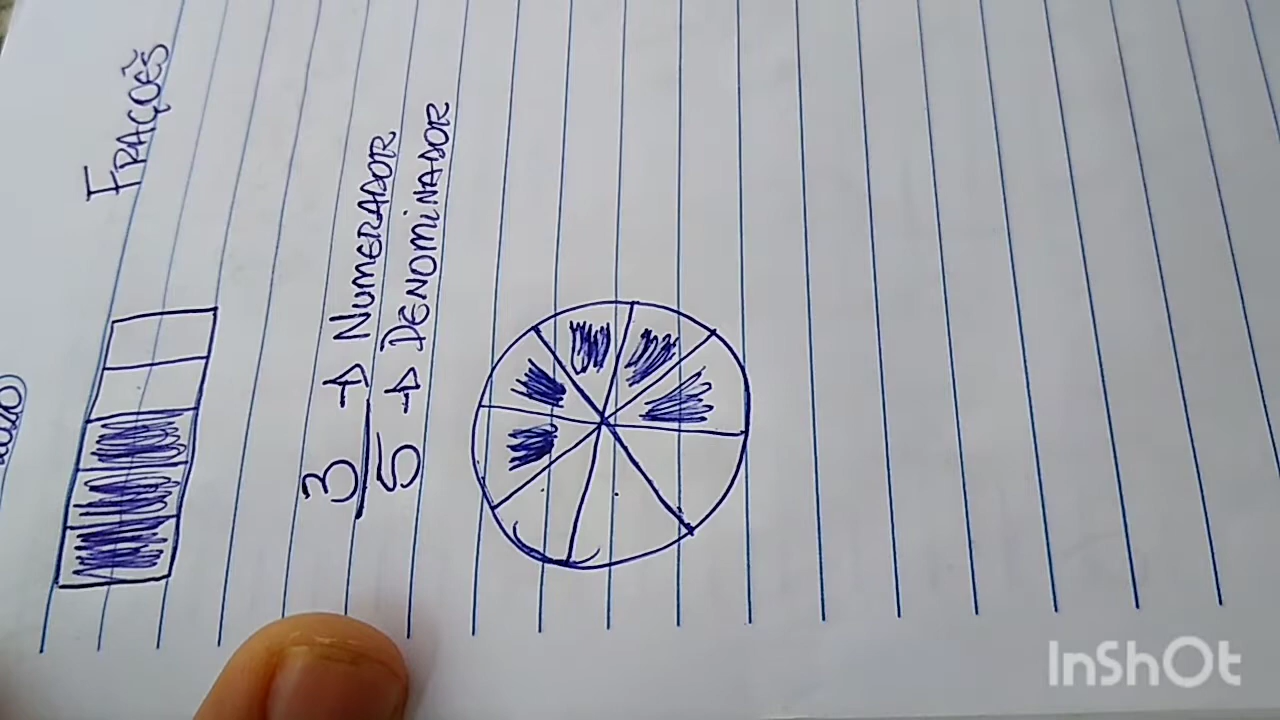 FRAÇÕES
3 → NUMERADOR
5 → DENOMINADOR
InShOt